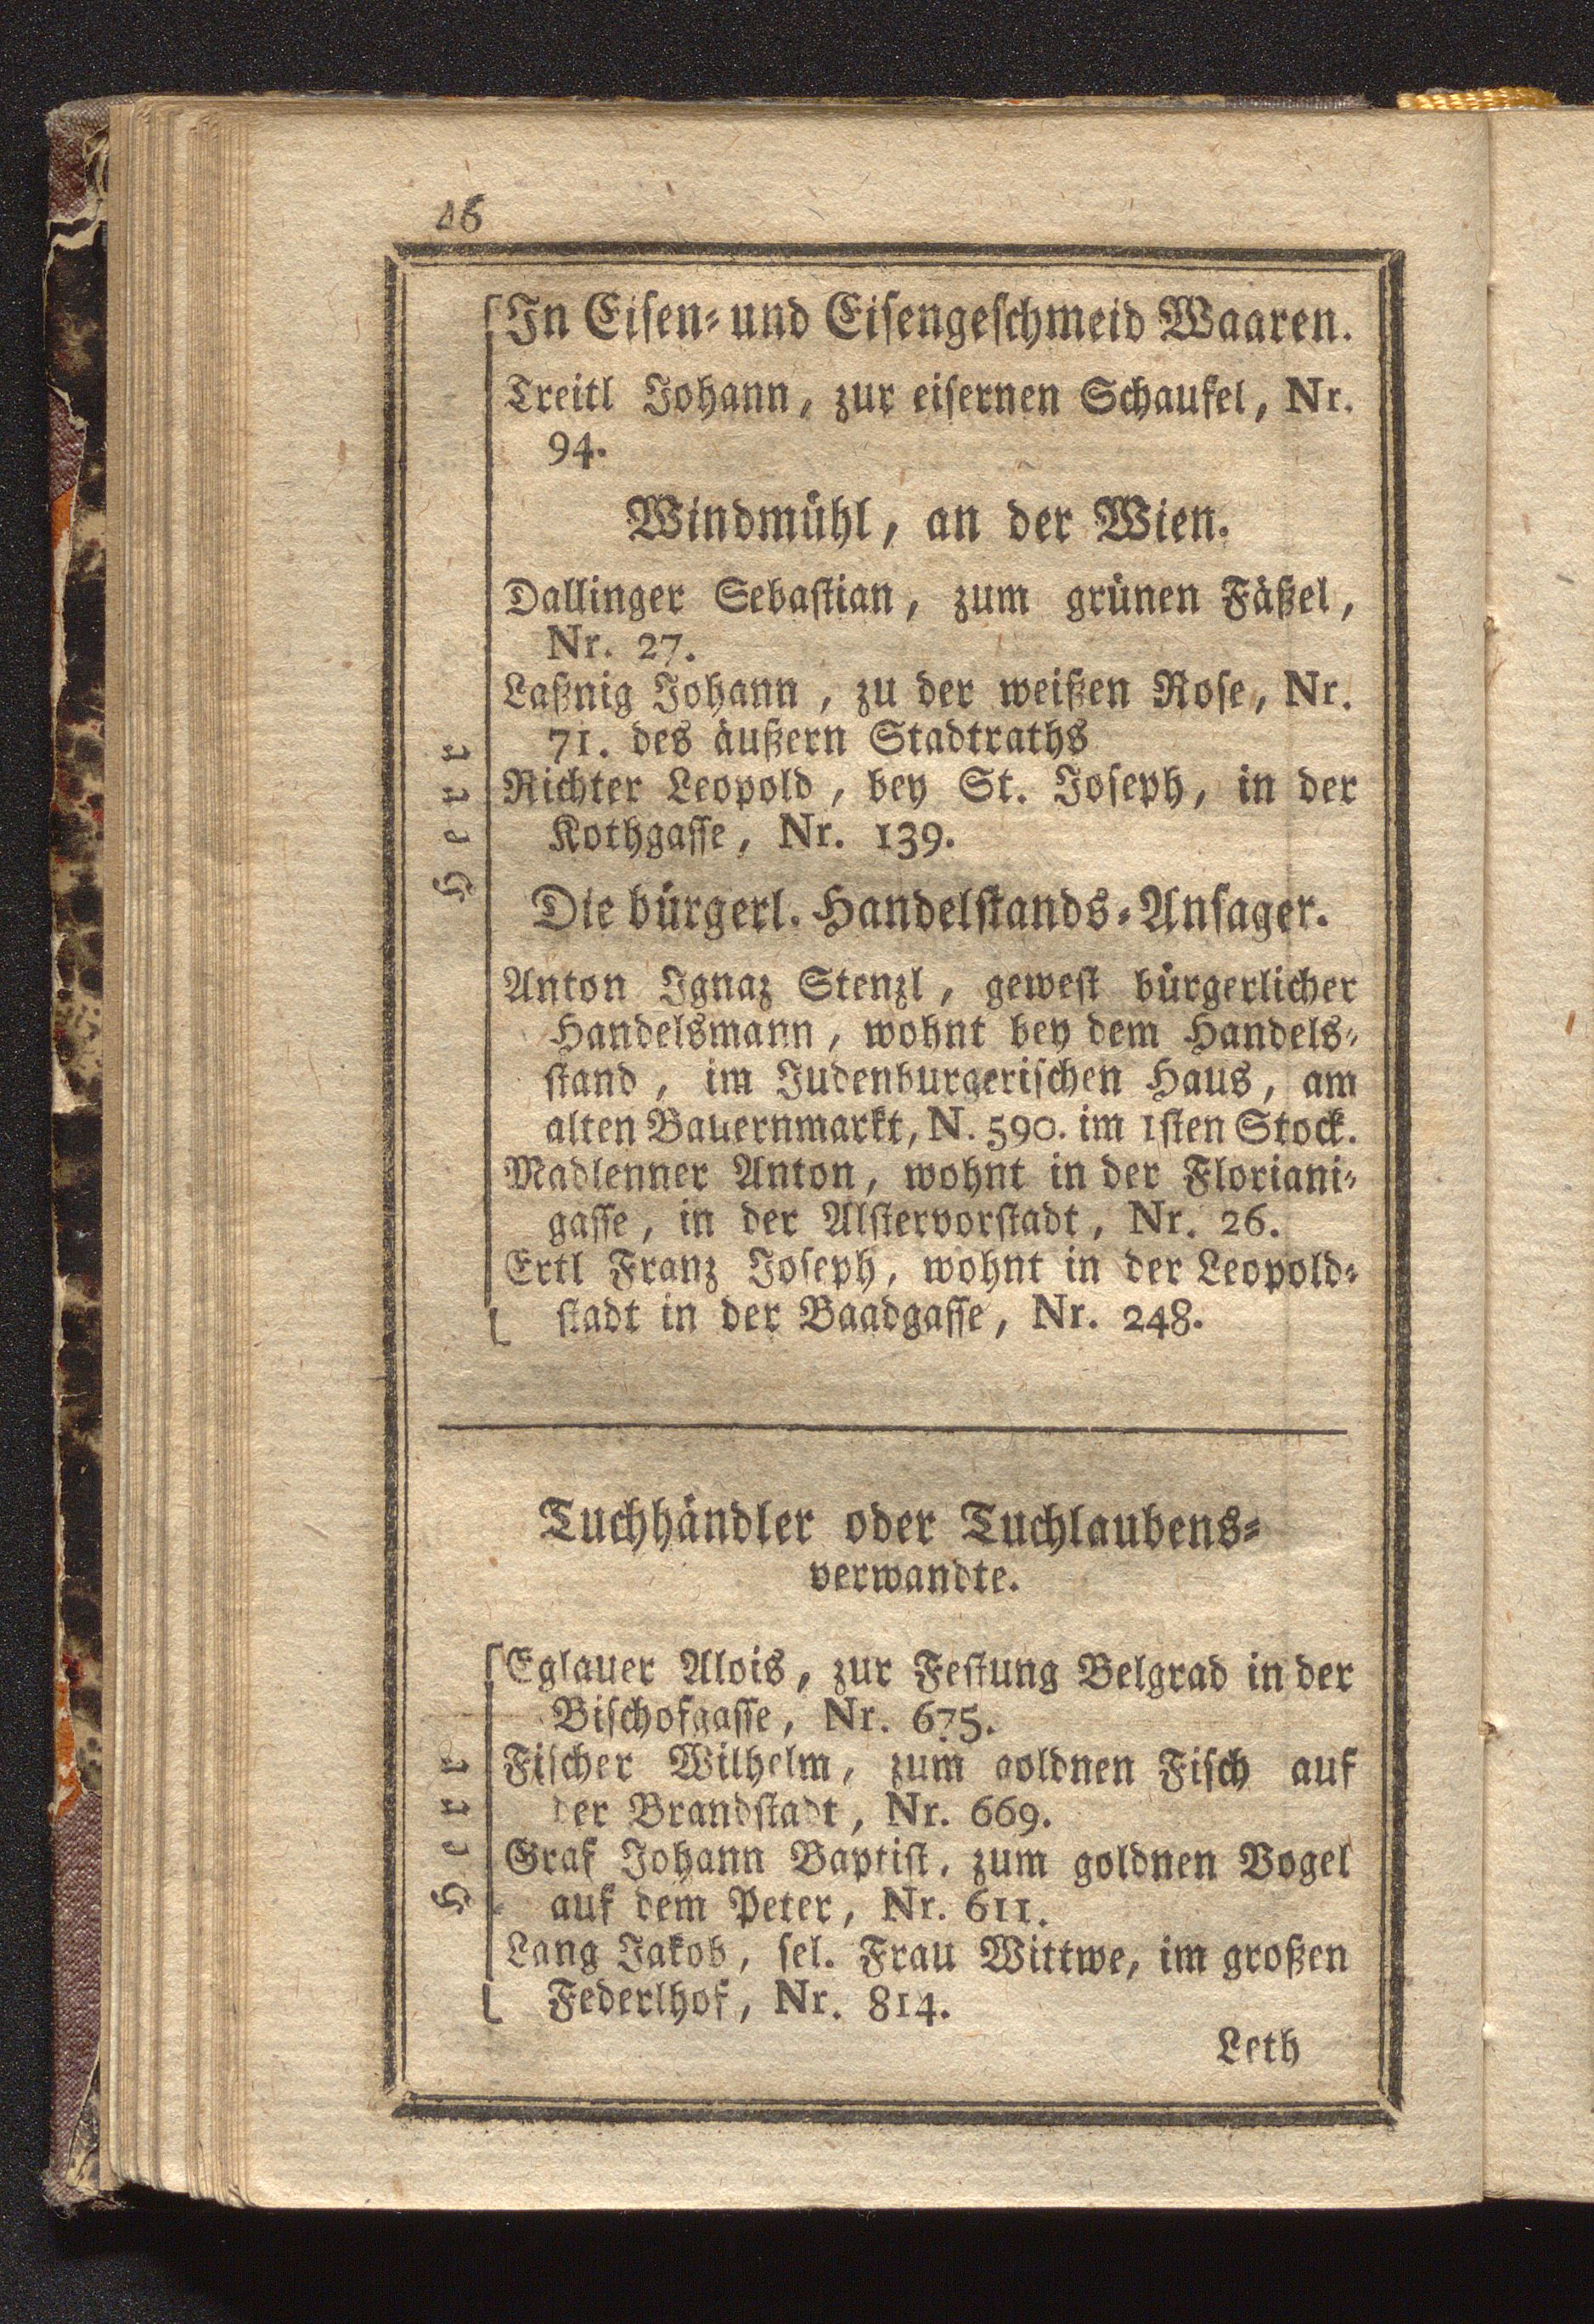 46
In Eisen- und Eisengeschmeid Waaren.
Treitl Johann, zur eisernen Schaufel, Nr.
94.
Windmühl, an der Wien.
Dallinger Sebastian, zum grünen Fäßel,
Nr. 27.
Laßnig Johann, zu der weißen Rose, Nr.
71. des äußern Stadtraths
Richter Leopold, bey St. Joseph, in der
Kothgasse, Nr. 139.
Herr
Die bürgerl. Handelstands-Ansager.
Anton Ignaz Stenzl, gewest bürgerlicher
Handelsmann, wohnt bey dem Handels-
stand, im Judenburgerischen Haus, am
alten Bauernmarkt, N. 590. im 1sten Stock.
Madlenner Anton, wohnt in der Floriani-
gasse, in der Alstervorstadt, Nr. 26.
Ertl Franz Joseph, wohnt in der Leopold-
stadt in der Baadgasse, Nr. 248.
Tuchhändler oder Tuchlaubens-
verwandte.
Eglauer Alois, zur Festung Belgrad in der
Bischofgasse, Nr. 675.
Fischer Wilhelm, zum goldnen Fisch auf
der Brandstadt, Nr. 669.
Herr
Graf Johann Baptist, zum goldnen Vogel
auf dem Peter, Nr. 611.
Lang Jakob, sel. Frau Wittwe, im großen
Federlhof, Nr. 814.
Leth